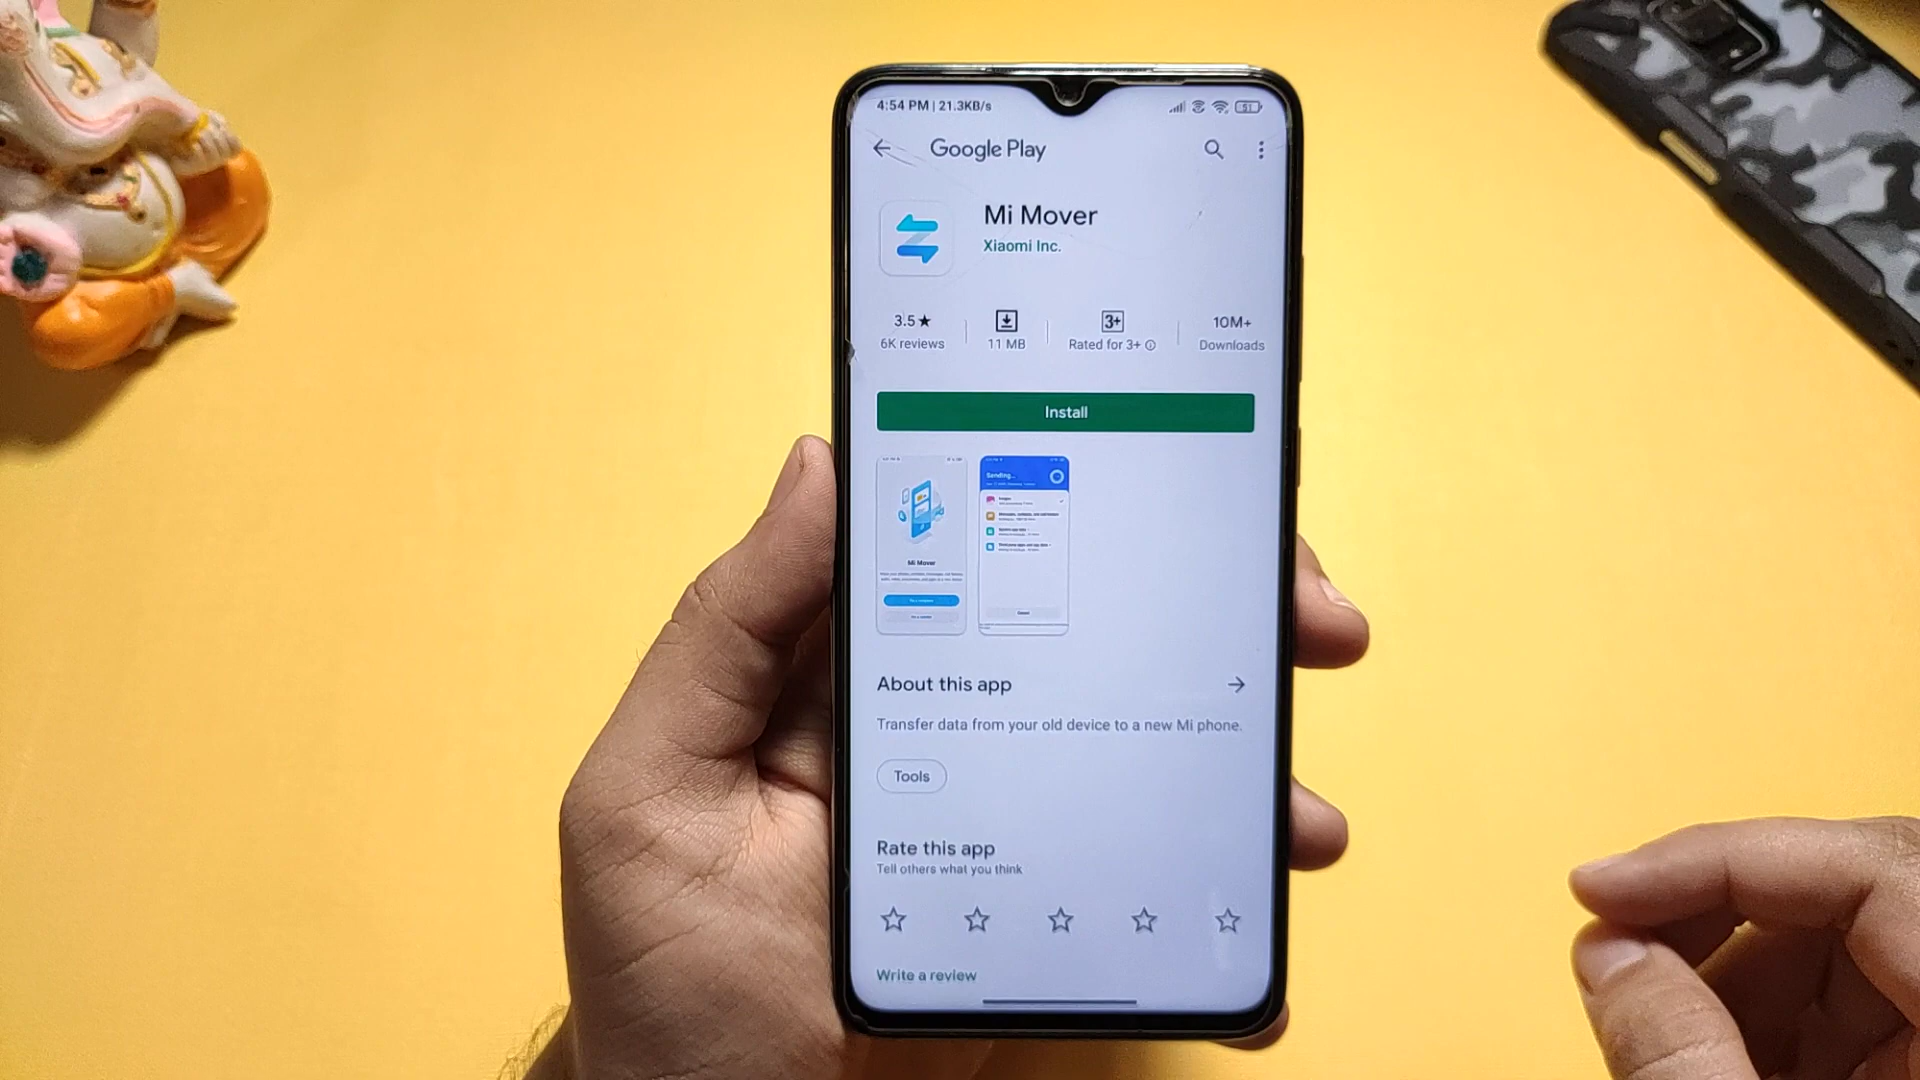 4:54 PM | 21.3KB/s
51
Google Play
Mi Mover
Xiaomi Inc.
3.5★
6K reviews
11 MB
3+
Rated for 3+
10M+
Downloads
Install
Mi Mover
Sending...
Images
About this app
Transfer data from your old device to a new Mi phone.
Tools
Rate this app
Tell others what you think
Write a review